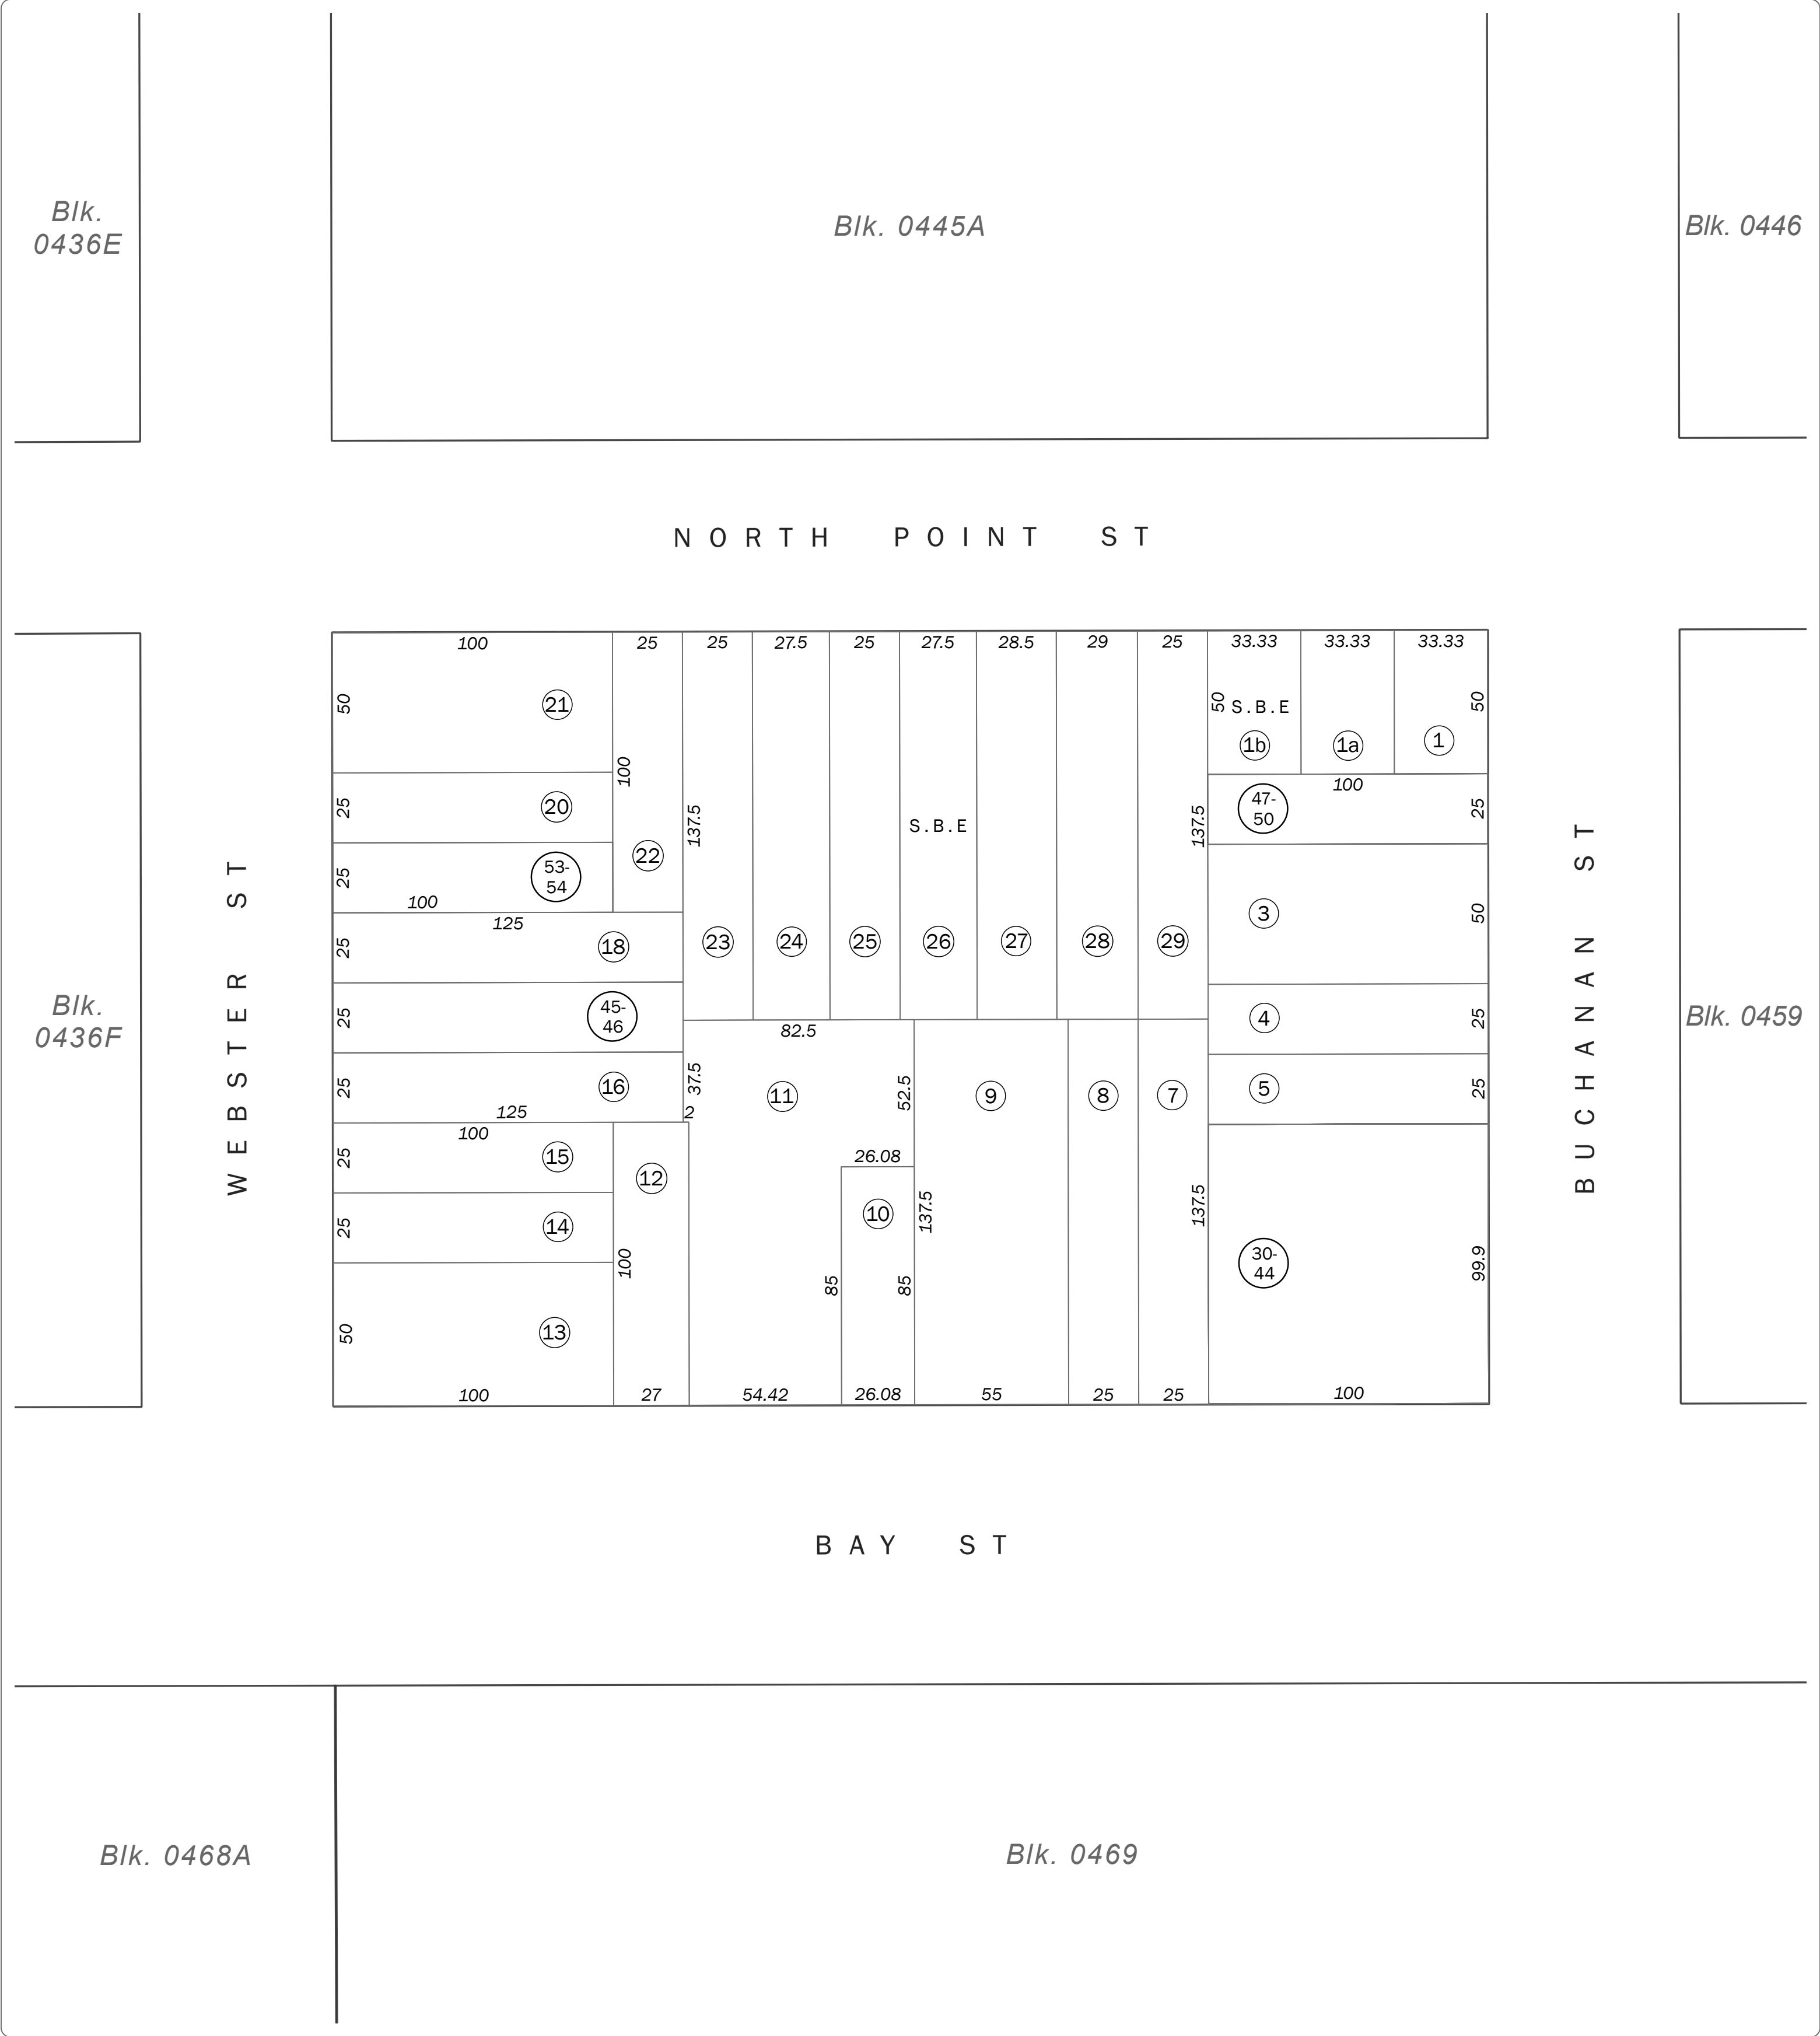 Blk.
0436E
Blk. 0445A
Blk. 0446
NORTH POINT ST
100 25 25 27.5 25 27.5 28.5 29 25 33.33 33.33 33.33
50 21 50 S.B.E 50
1b 1a 1
100
100
25 20 47-
50 25
137.5 S.B.E 137.5
22
25 53-
54
100
125
3 50
25 18 23 24 25 26 27 28 29
WEBSTER ST
BUCHANAN ST
Blk.
0436F
Blk. 0459
25 45-
46
4 25
82.5
25 16 37.5 11 52.5 9 8 7 5 25
125 2
100
25 15 26.08
12
25 14 10 137.5 137.5
100 85 85 30-
44 99.9
50 13
100 27 54.42 26.08 55 25 25 100
BAY ST
Blk. 0468A
Blk. 0469